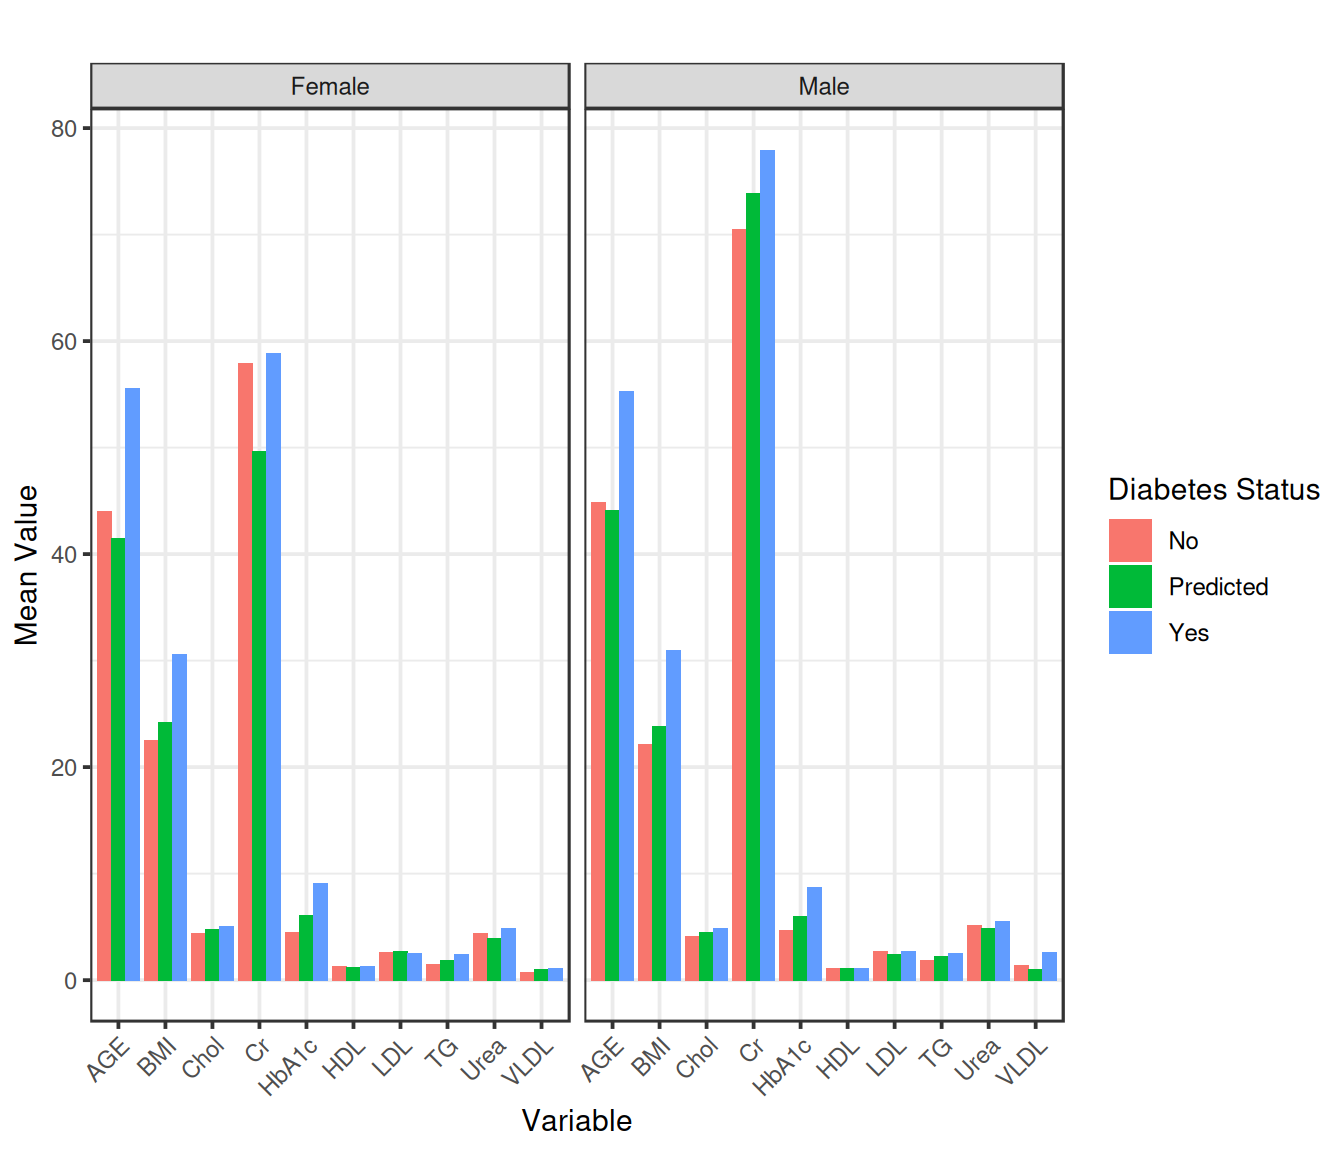 Female Male
80
60
40
20
0
Mean Value
AGE BMI Chol Cr HbA1c HDL LDL TG Urea VLDL AGE BMI Chol Cr HbA1c HDL LDL TG Urea VLDL
Variable
Diabetes Status
No
Predicted
Yes